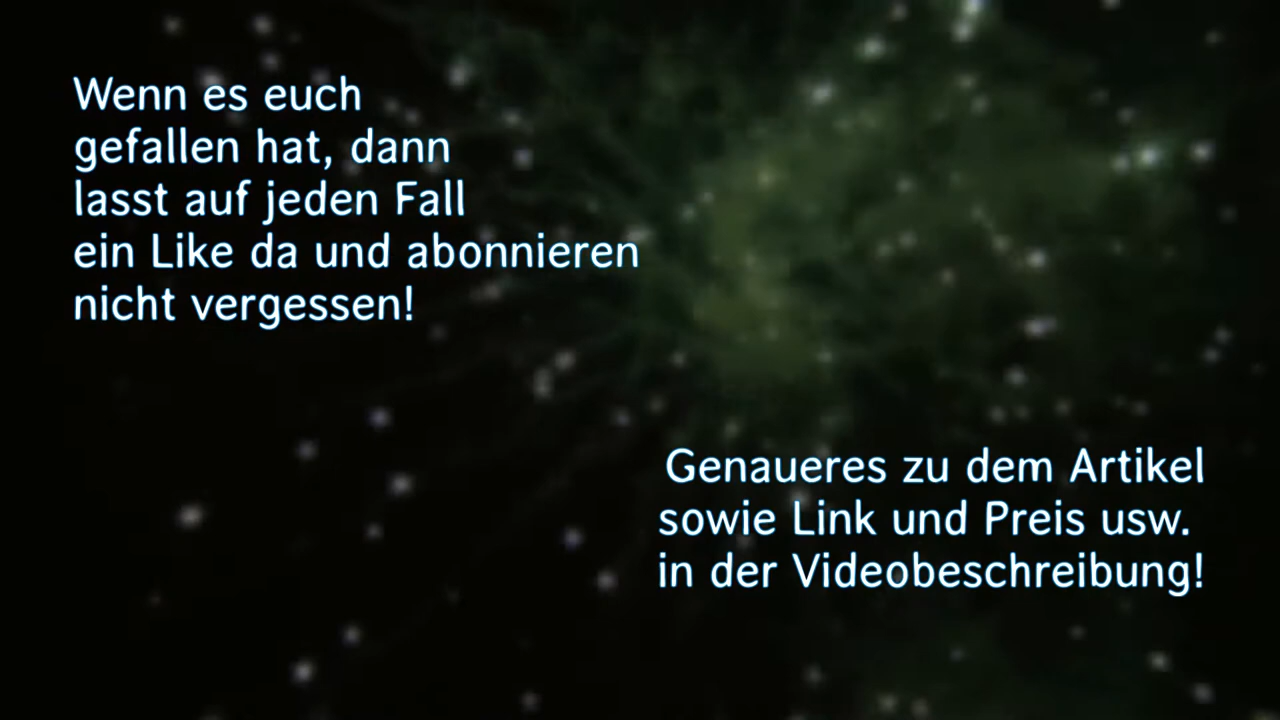 Wenn es euch
gefallen hat, dann
lasst auf jeden Fall
ein Like da und abonnieren
nicht vergessen!
Genaueres zu dem Artikel
sowie Link und Preis usw.
in der Videobeschreibung!